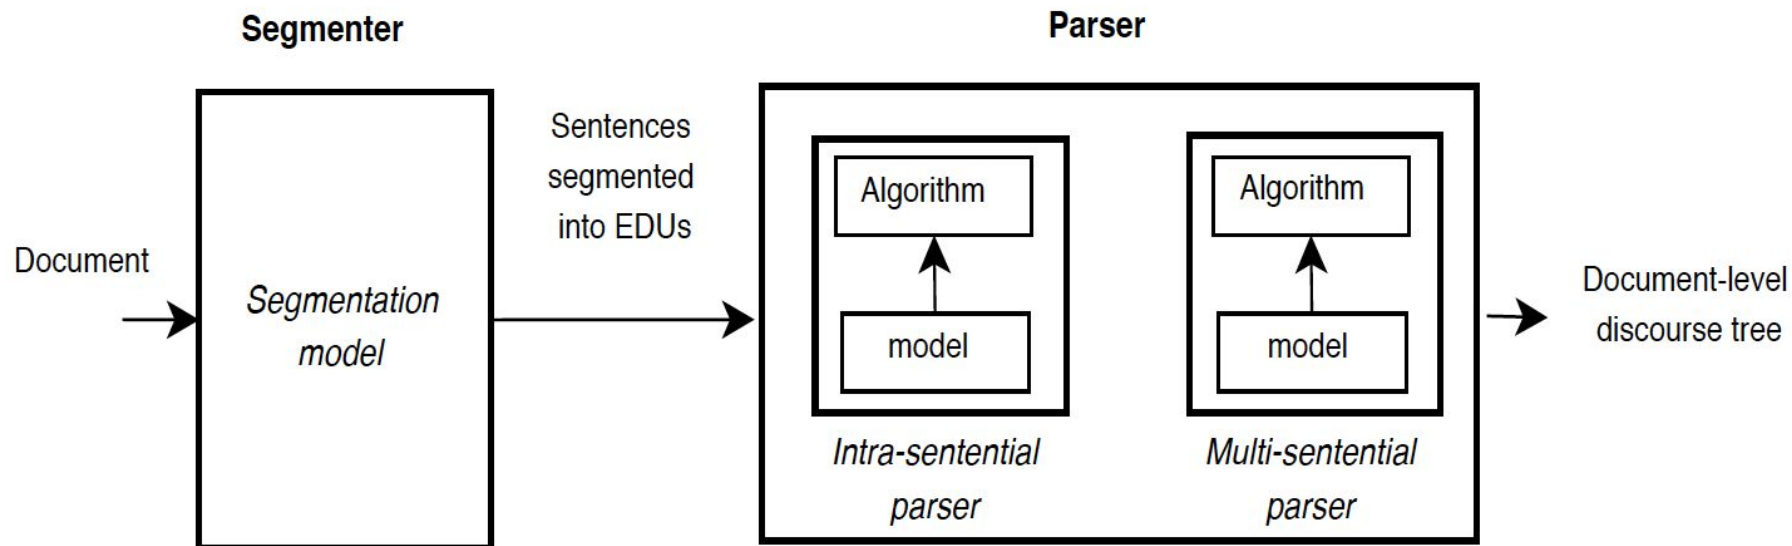 Segmenter
Parser
Document
Segmentation
model
Sentences
segmented
into EDUs
Algorithm
model
Intra-sentential
parser
Algorithm
model
Multi-sentential
parser
Document-level
discourse tree